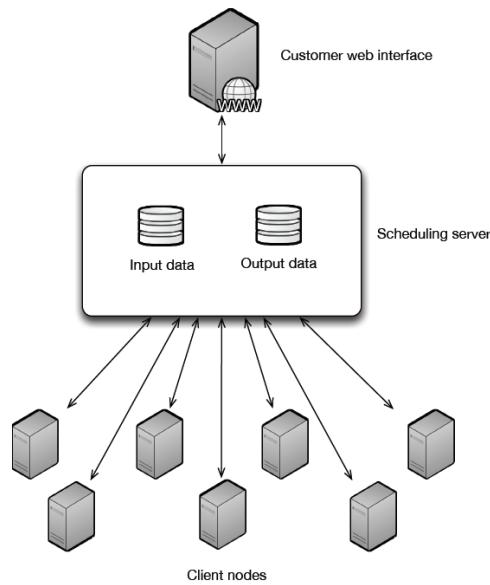 Customer web interface
WWW
Scheduling server
Input data
Output data
Client nodes